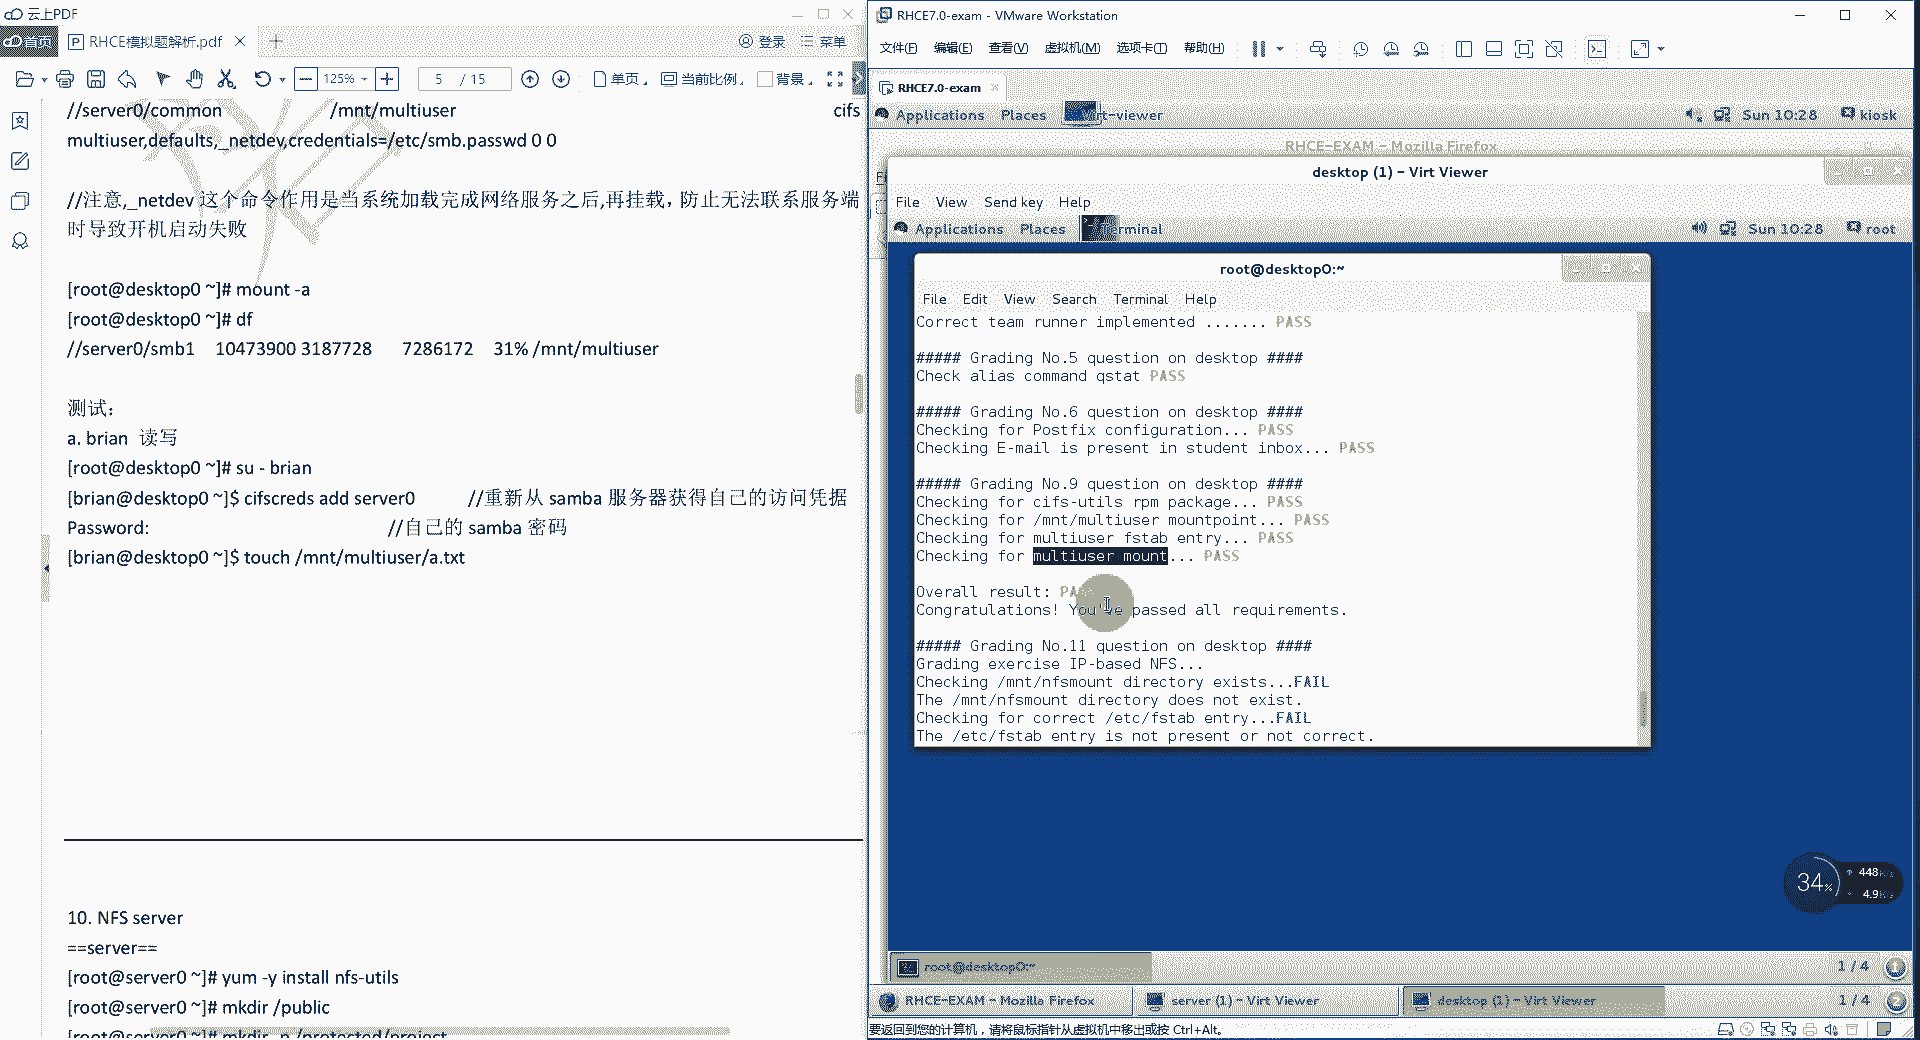 云上PDF
首页
RHCE模拟题解析.pdf
登录
菜单
125%
5 / 15
单页
当前比例
背景
//server0/common /mnt/multiuser cifs
multiuser,defaults,_netdev,credentials=/etc/smb.passwd 0 0
//注意,_netdev 这个命令作用是当系统加载完成网络服务之后,再挂载，防止无法联系服务端
时导致开机启动失败
[root@desktop0 ~]# mount -a
[root@desktop0 ~]# df
//server0/smb1 10473900 3187728 7286172 31% /mnt/multiuser
测试：
a. brian 读写
[root@desktop0 ~]# su - brian
[brian@desktop0 ~]$ cifscreds add server0 //重新从 samba 服务器获得自己的访问凭据
Password: //自己的 samba 密码
[brian@desktop0 ~]$ touch /mnt/multiuser/a.txt
10. NFS server
==server==
[root@server0 ~]# yum -y install nfs-utils
[root@server0 ~]# mkdir /public
[root@server0 ~]# mkdir -p /protected/project
RHCE7.0-exam - VMware Workstation
文件(F) 编辑(E) 查看(V) 虚拟机(M) 选项卡(T) 帮助(H)
RHCE7.0-exam
Applications Places Virt-viewer Sun 10:28 kiosk
RHCE-EXAM - Mozilla Firefox
desktop (1) - Virt Viewer
File View Send key Help
Applications Places Terminal Sun 10:28 root
root@desktop0:~
File Edit View Search Terminal Help
Correct team runner implemented ....... PASS
##### Grading No.5 question on desktop ####
Check alias command qstat PASS
##### Grading No.6 question on desktop ####
Checking for Postfix configuration... PASS
Checking E-mail is present in student inbox... PASS
##### Grading No.9 question on desktop ####
Checking for cifs-utils rpm package... PASS
Checking for /mnt/multiuser mountpoint... PASS
Checking for multiuser fstab entry... PASS
Checking for multiuser mount... PASS
Overall result: PASS
Congratulations! You've passed all requirements.
##### Grading No.11 question on desktop ####
Grading exercise IP-based NFS...
Checking /mnt/nfsmount directory exists...FAIL
The /mnt/nfsmount directory does not exist.
Checking for correct /etc/fstab entry...FAIL
The /etc/fstab entry is not present or not correct.
34%
448K/s
4.9K/s
root@desktop0:~
1 / 4
RHCE-EXAM - Mozilla Firefox
server (1) - Virt Viewer
desktop (1) - Virt Viewer
1 / 4
要返回到您的计算机，请将鼠标指针从虚拟机中移出或按 Ctrl+Alt。